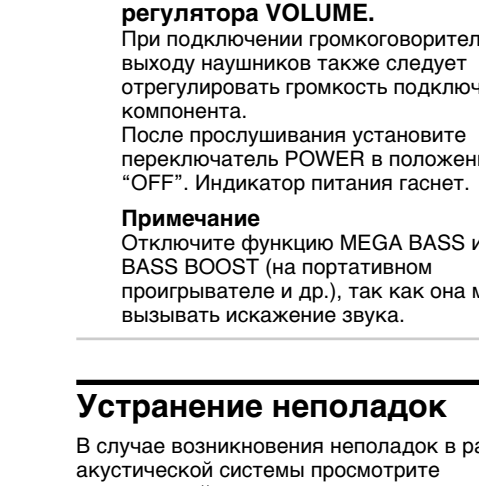 регулятора VOLUME.
При подключении громкоговорител
выходу наушников также следует
отрегулировать громкость подключ
компонента.
После прослушивания установите
переключатель POWER в положен
“OFF”. Индикатор питания гаснет.
Примечание
Отключите функцию MEGA BASS и
BASS BOOST (на портативном
проигрывателе и др.), так как она м
вызывать искажение звука.
Устранение неполадок
В случае возникновения неполадок в ра
акустической системы просмотрите